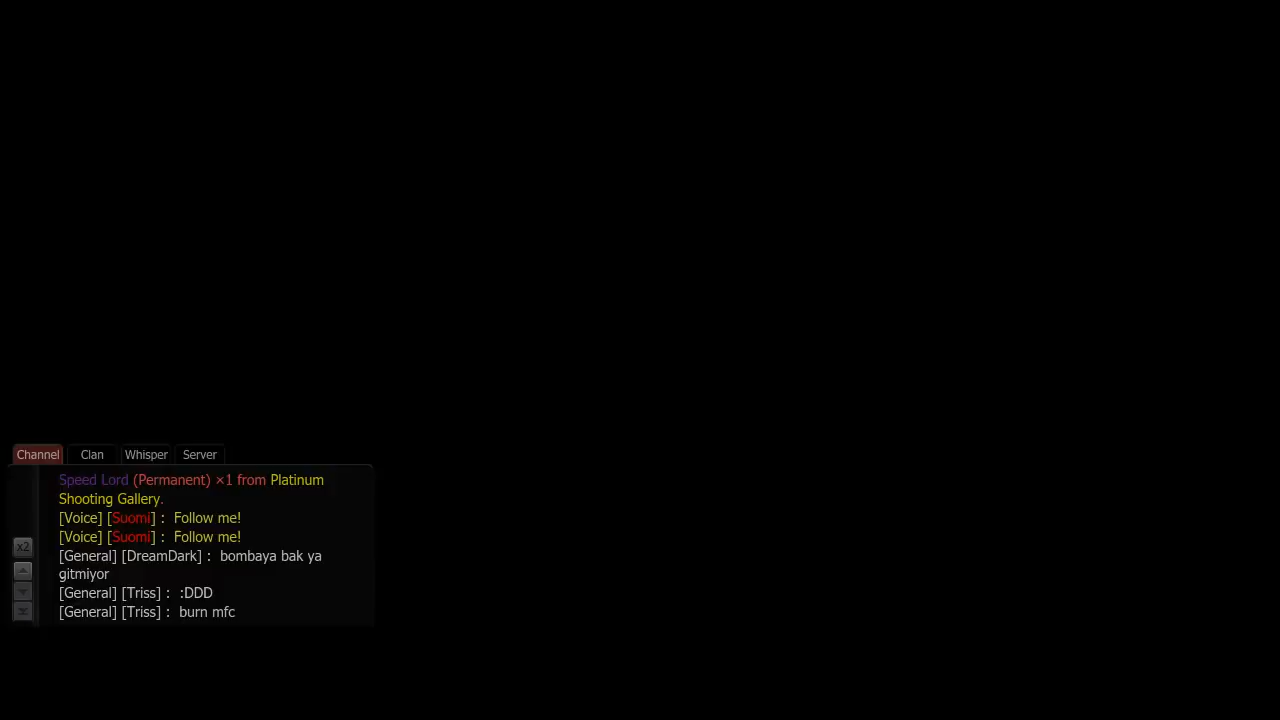 Channel Clan Whisper Server
Speed Lord (Permanent) ×1 from Platinum
Shooting Gallery.
[Voice] [Suomi] : Follow me!
[Voice] [Suomi] : Follow me!
x2
[General] [DreamDark] : bombaya bak ya
gitmiyor
[General] [Triss] : :DDD
[General] [Triss] : burn mfc